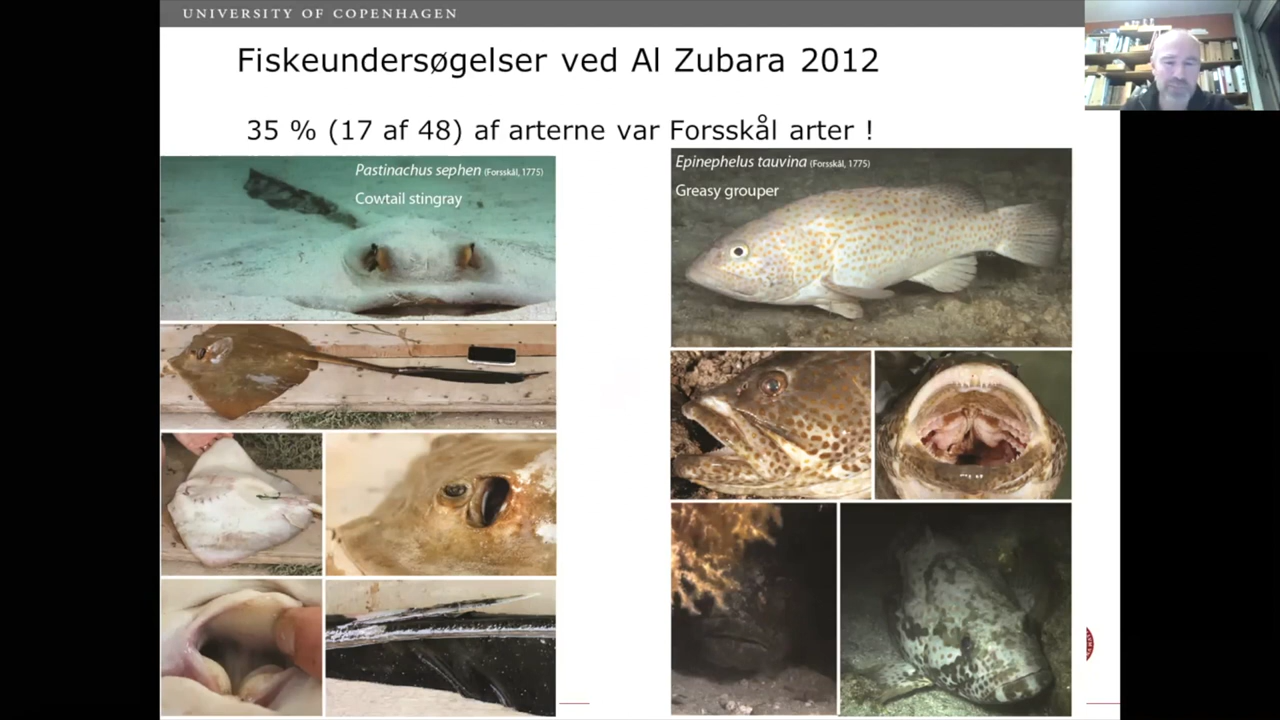 UNIVERSITY OF COPENHAGEN
Fiskeundersøgelser ved Al Zubara 2012
35 % (17 af 48) af arterne var Forsskål arter !
Pastinachus sephen (Forsskål, 1775)
Cowtail stingray
Epinephelus tauvina (Forsskål, 1775)
Greasy grouper